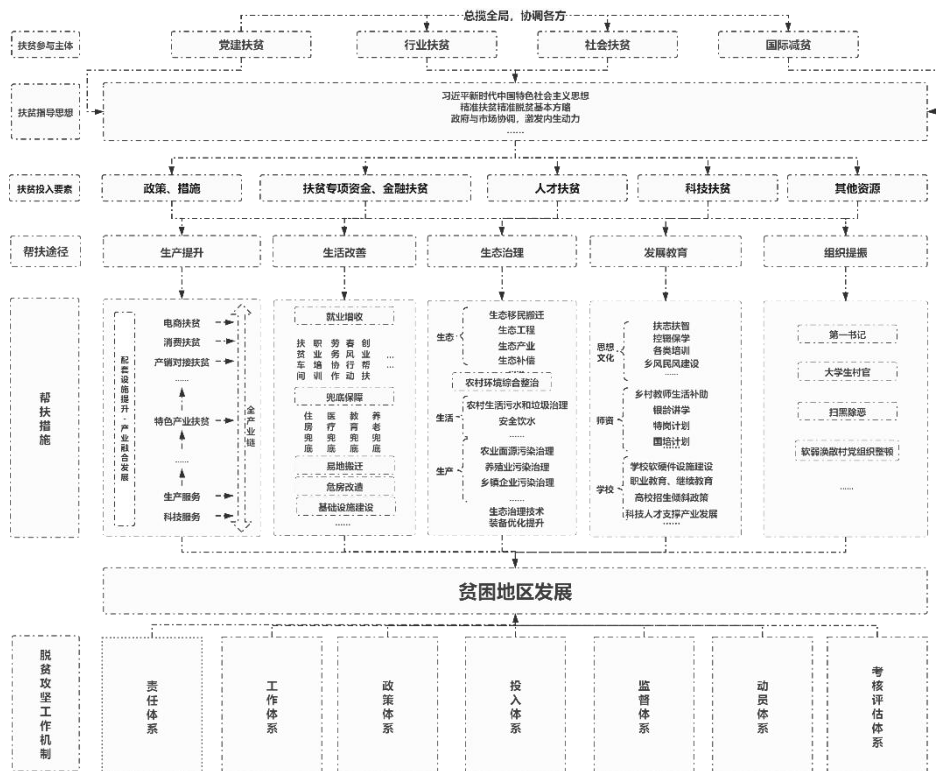 总揽全局，协调各方
扶贫参与主体
党建扶贫
行业扶贫
社会扶贫
国际减贫
扶贫指导思想
习近平新时代中国特色社会主义思想
精准扶贫精准脱贫基本方略
政府与市场协调，激发内生动力
……
扶贫投入要素
政策、措施
扶贫专项资金、金融扶贫
人才扶贫
科技扶贫
其他资源
帮扶途径
生产提升
生活改善
生态治理
发展教育
组织提振
帮扶措施
配套设施提升、产业融合发展
电商扶贫
消费扶贫
产销对接扶贫
……
特色产业扶贫
……
生产服务
科技服务
全产业链
就业增收
扶贫车间
职业培训
劳务协作
春风行动
创业帮扶
…
兜底保障
住房兜底
医疗兜底
教育兜底
养老兜底
易地搬迁
危房改造
基础设施建设
……
生态
生态移民搬迁
生态工程
生态产业
生态补偿
……
农村环境综合整治
生活
农村生活污水和垃圾治理
安全饮水
……
生产
农业面源污染治理
养殖业污染治理
乡镇企业污染治理
……
生态治理技术
装备优化提升
思想文化
扶志扶智
控辍保学
各类培训
乡风民风建设
……
师资
乡村教师生活补助
银龄讲学
特岗计划
国培计划
……
学校
学校软硬件设施建设
职业教育、继续教育
高校招生倾斜政策
科技人才支撑产业发展
……
第一书记
大学生村官
扫黑除恶
软弱涣散村党组织整顿
……
贫困地区发展
脱贫攻坚工作机制
责任体系
工作体系
政策体系
投入体系
监督体系
动员体系
考核评估体系